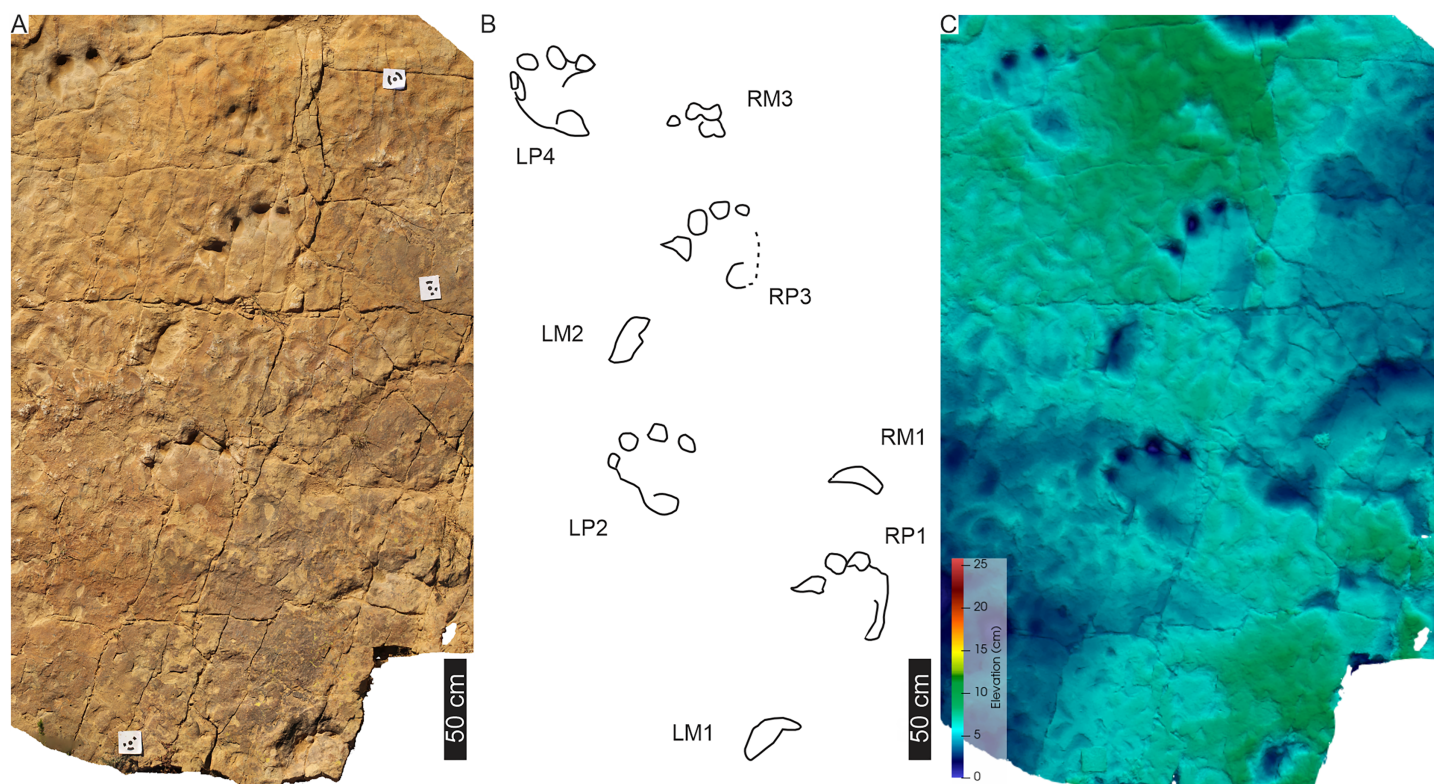 A
B
C
LP4
RM3
RP3
LM2
RM1
LP2
RP1
LM1
50 cm
50 cm
25
20
15
10
5
0
Elevation (cm)